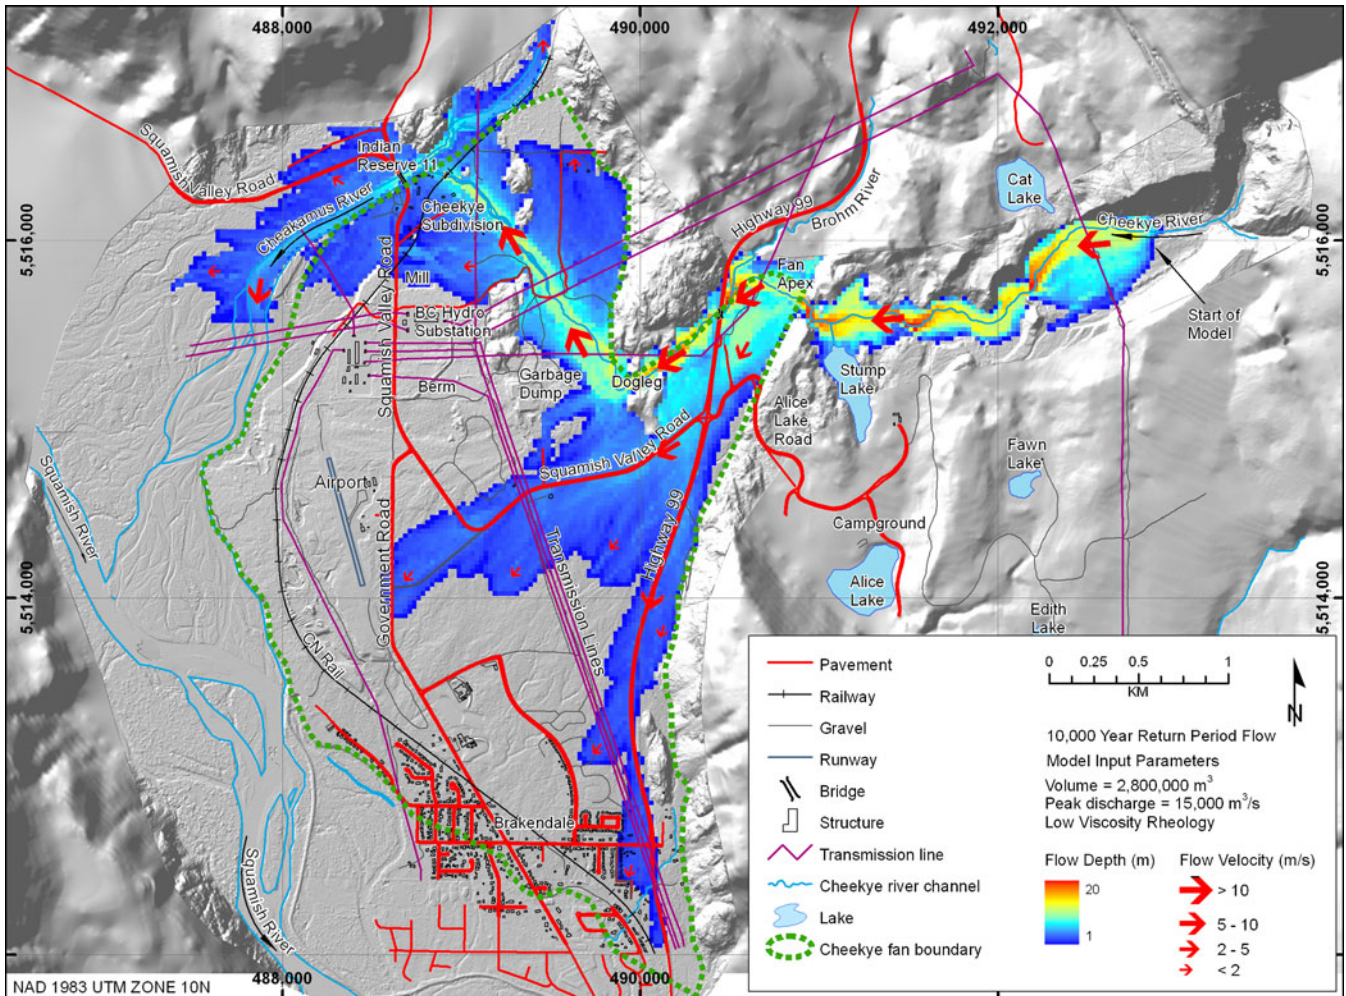 488,000
490,000
492,000
5,516,000
5,516,000
5,514,000
5,514,000
Squamish Valley Road
Indian
Reserve 11
Cheakamus River
Cheekye
Subdivision
Squamish Valley Road
Mill
BC Hydro
Substation
Berm
Garbage
Dump
Dogleg
Highway 99
Brohm River
Fan
Apex
Cat
Lake
Cheekye River
Start of
Model
Stump
Lake
Alice
Lake
Road
Squamish Valley Road
Fawn
Lake
Campground
Alice
Lake
Edith
Lake
Airport
Government Road
Transmission Lines
Highway 99
Squamish River
CN Rail
Brakendale
Squamish River
Pavement
Railway
Gravel
Runway
Bridge
Structure
Transmission line
Cheekye river channel
Lake
Cheekye fan boundary
0 0.25 0.5 1
KM
N
10,000 Year Return Period Flow
Model Input Parameters
Volume = 2,800,000 m³
Peak discharge = 15,000 m³/s
Low Viscosity Rheology
Flow Depth (m)
20
1
Flow Velocity (m/s)
> 10
5 - 10
2 - 5
< 2
488,000
490,000
NAD 1983 UTM ZONE 10N